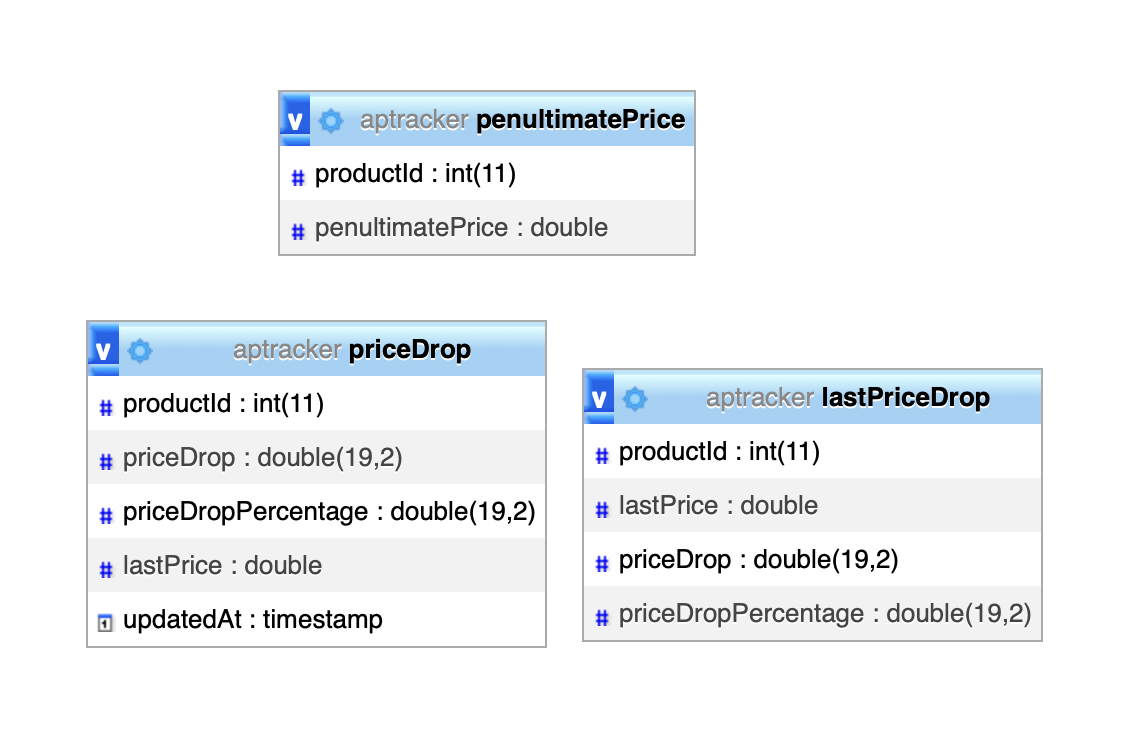 v aptracker penultimatePrice
# productId : int(11)
# penultimatePrice : double
v aptracker priceDrop
# productId : int(11)
# priceDrop : double(19,2)
# priceDropPercentage : double(19,2)
# lastPrice : double
1 updatedAt : timestamp
v aptracker lastPriceDrop
# productId : int(11)
# lastPrice : double
# priceDrop : double(19,2)
# priceDropPercentage : double(19,2)